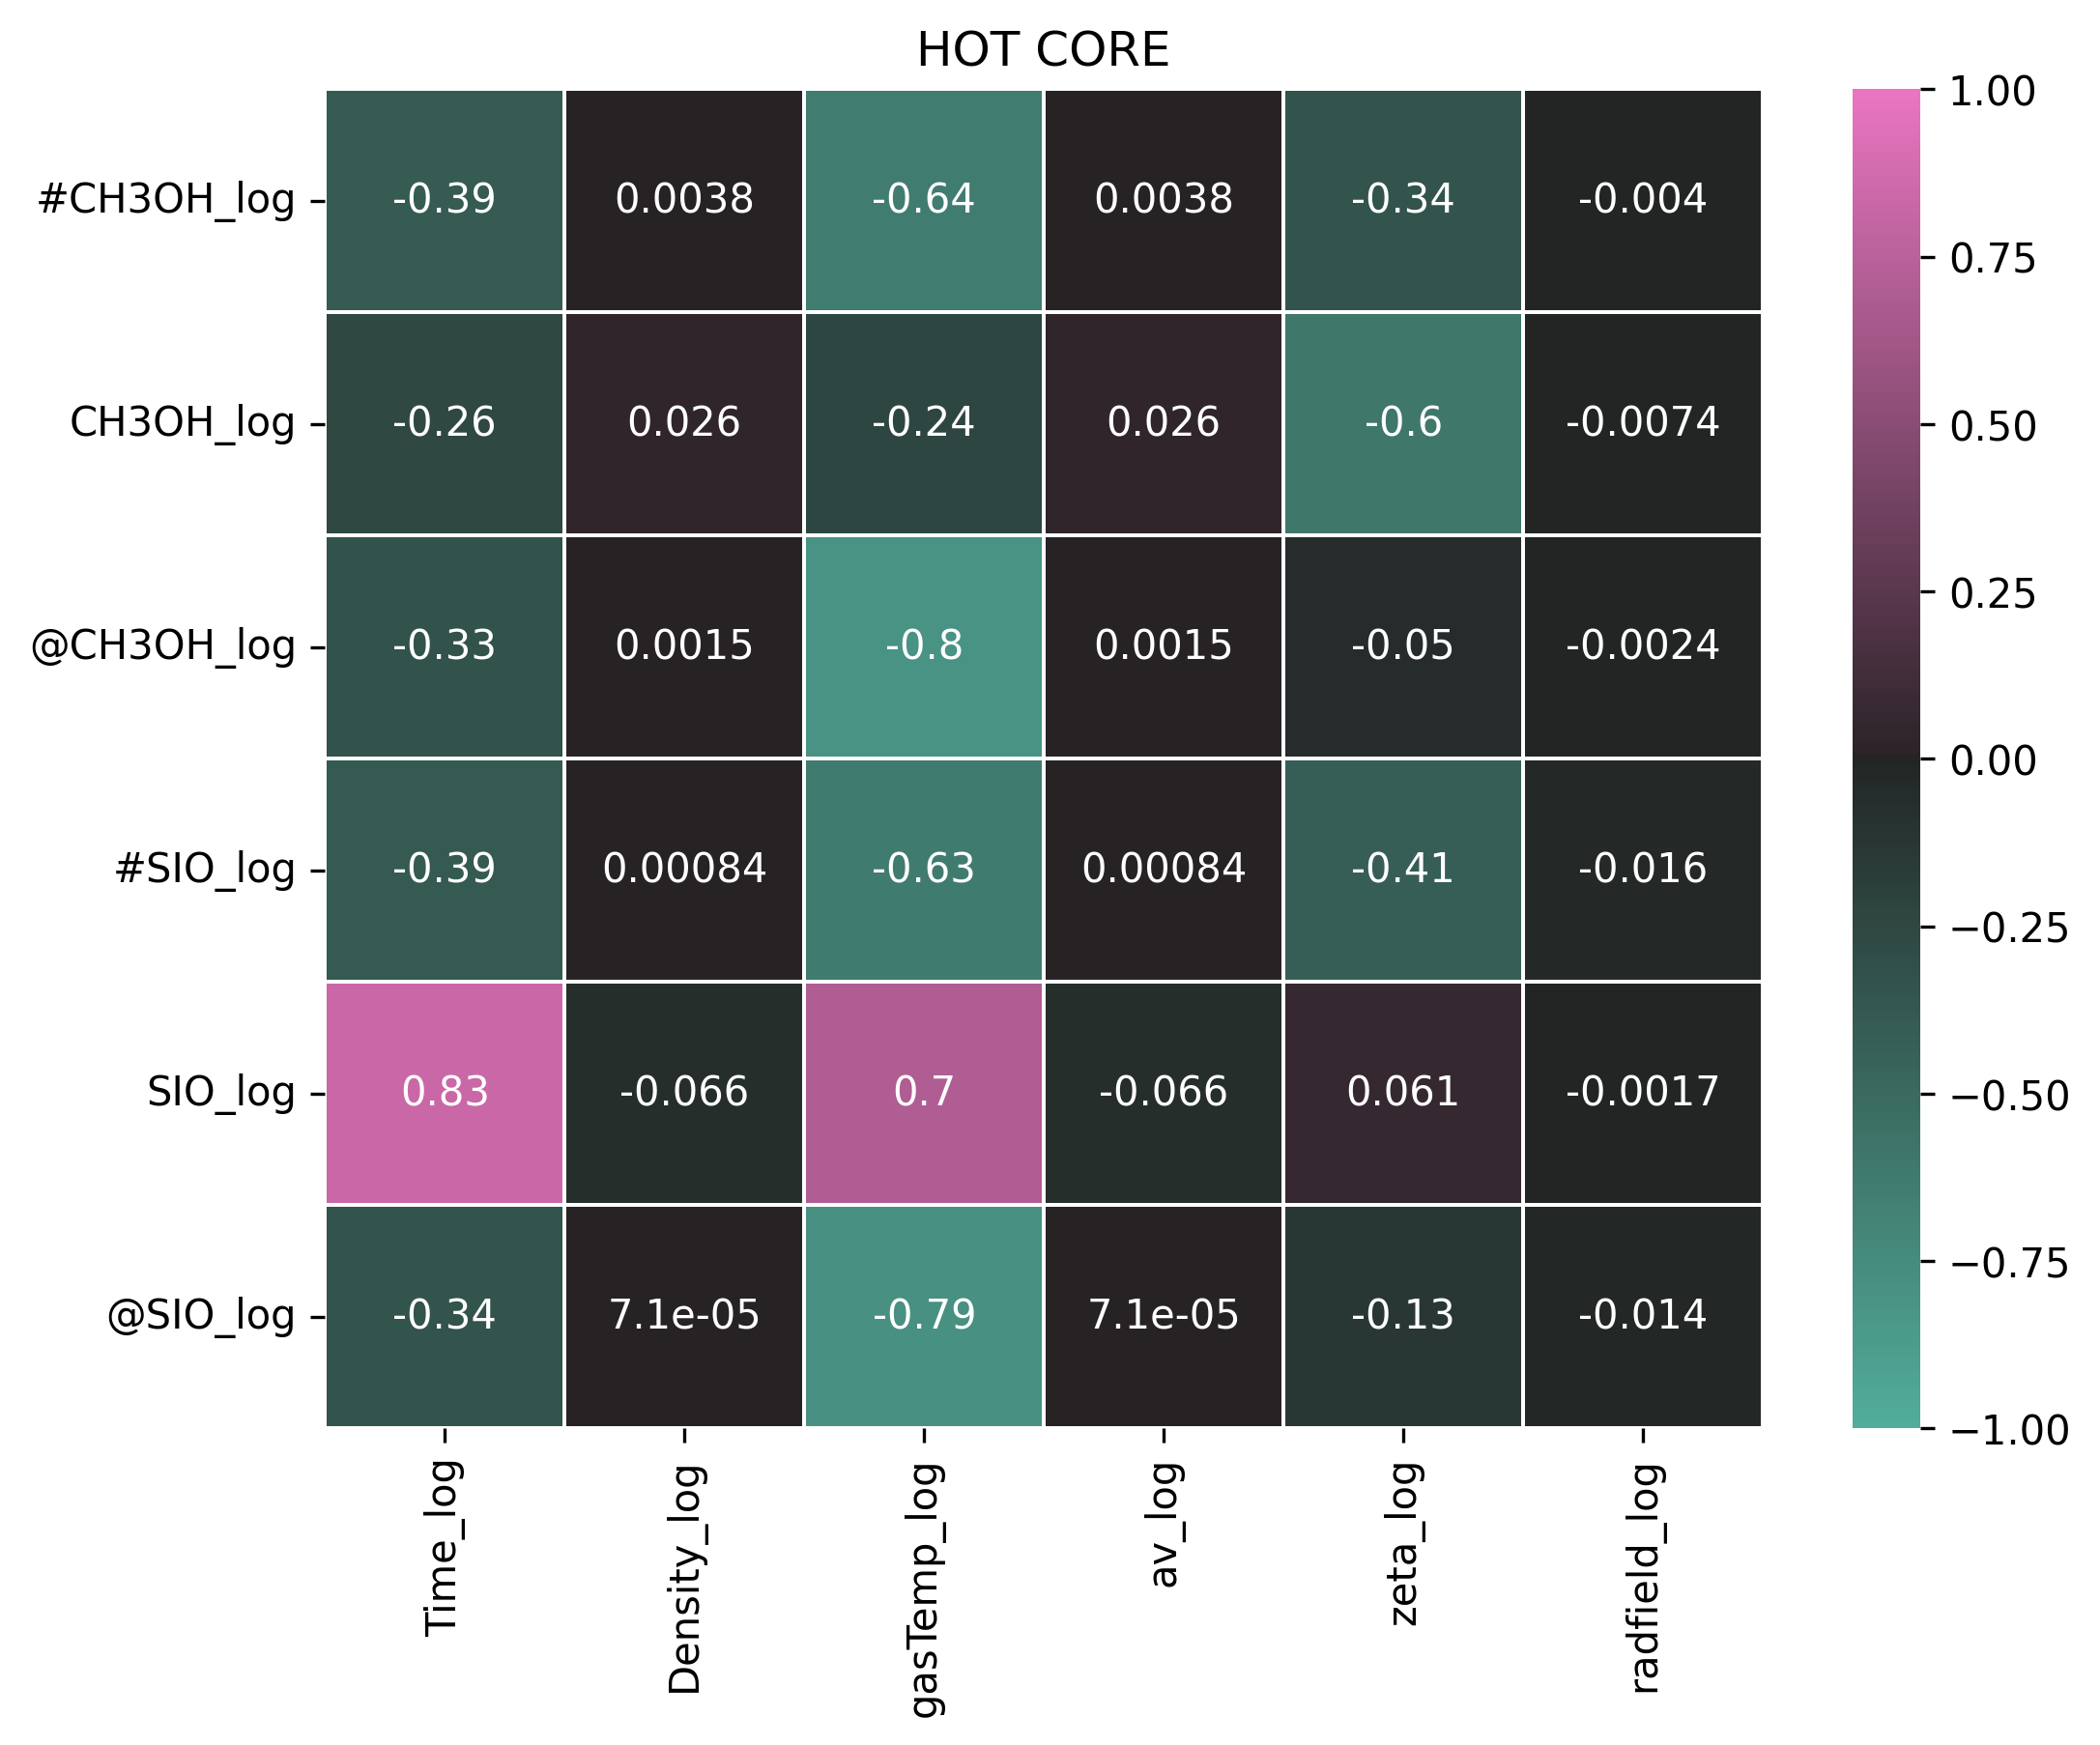 HOT CORE
#CH3OH_log -0.39 0.0038 -0.64 0.0038 -0.34 -0.004
CH3OH_log -0.26 0.026 -0.24 0.026 -0.6 -0.0074
@CH3OH_log -0.33 0.0015 -0.8 0.0015 -0.05 -0.0024
#SIO_log -0.39 0.00084 -0.63 0.00084 -0.41 -0.016
SIO_log 0.83 -0.066 0.7 -0.066 0.061 -0.0017
@SIO_log -0.34 7.1e-05 -0.79 7.1e-05 -0.13 -0.014
Time_log
Density_log
gasTemp_log
av_log
zeta_log
radfield_log
1.00
0.75
0.50
0.25
0.00
−0.25
−0.50
−0.75
−1.00